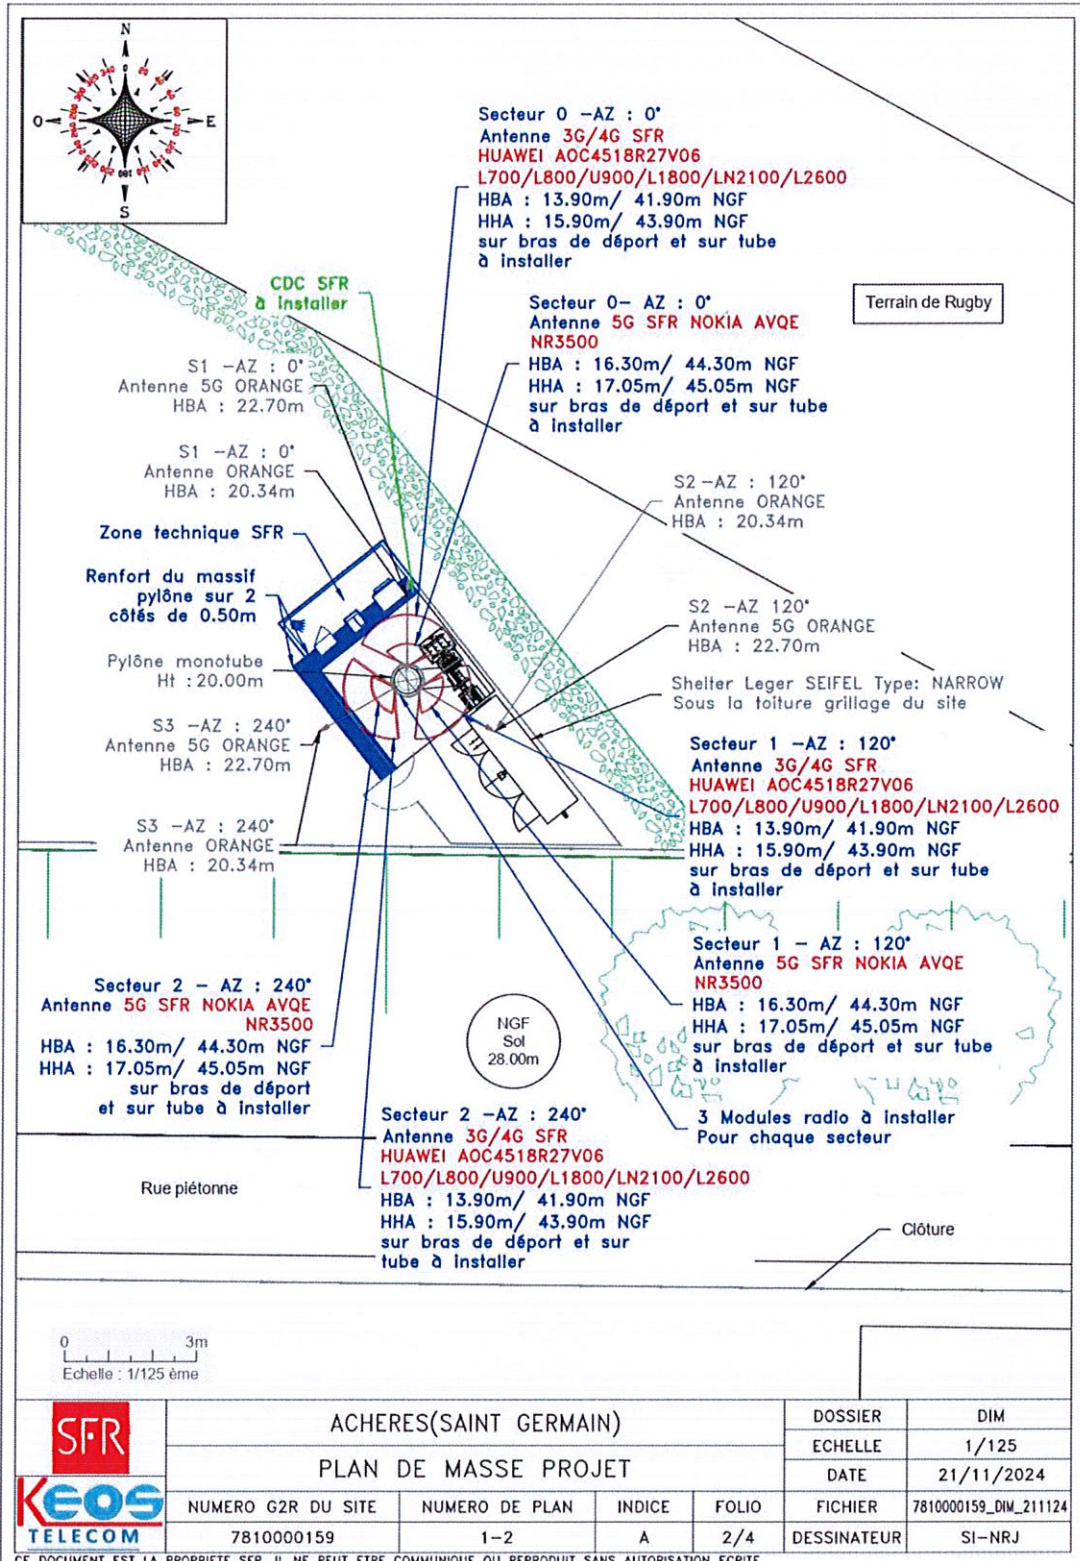 N
O
E
S
Secteur 0 -AZ : 0°
Antenne 3G/4G SFR
HUAWEI AOC4518R27V06
L700/L800/U900/L1800/LN2100/L2600
HBA : 13.90m/ 41.90m NGF
HHA : 15.90m/ 43.90m NGF
sur bras de déport et sur tube
à installer
CDC SFR
à installer
Secteur 0- AZ : 0°
Antenne 5G SFR NOKIA AVQE
NR3500
HBA : 16.30m/ 44.30m NGF
HHA : 17.05m/ 45.05m NGF
sur bras de déport et sur tube
à installer
Terrain de Rugby
S1 -AZ : 0°
Antenne 5G ORANGE
HBA : 22.70m
S1 -AZ : 0°
Antenne ORANGE
HBA : 20.34m
S2 -AZ : 120°
Antenne ORANGE
HBA : 20.34m
Zone technique SFR
Renfort du massif
pylône sur 2
côtés de 0.50m
S2 -AZ 120°
Antenne 5G ORANGE
HBA : 22.70m
Pylône monotube
Ht :20.00m
Shelter Leger SEIFEL Type: NARROW
Sous la toiture grillage du site
S3 -AZ : 240°
Antenne 5G ORANGE
HBA : 22.70m
Secteur 1 -AZ : 120°
Antenne 3G/4G SFR
HUAWEI AOC4518R27V06
L700/L800/U900/L1800/LN2100/L2600
HBA : 13.90m/ 41.90m NGF
HHA : 15.90m/ 43.90m NGF
sur bras de déport et sur tube
à installer
S3 -AZ : 240°
Antenne ORANGE
HBA : 20.34m
Secteur 1 - AZ : 120°
Antenne 5G SFR NOKIA AVQE
NR3500
HBA : 16.30m/ 44.30m NGF
HHA : 17.05m/ 45.05m NGF
sur bras de déport et sur tube
à installer
Secteur 2 - AZ : 240°
Antenne 5G SFR NOKIA AVQE
NR3500
HBA : 16.30m/ 44.30m NGF
HHA : 17.05m/ 45.05m NGF
sur bras de déport
et sur tube à installer
NGF
Sol
28.00m
3 Modules radio à installer
Pour chaque secteur
Secteur 2 -AZ : 240°
Antenne 3G/4G SFR
HUAWEI AOC4518R27V06
L700/L800/U900/L1800/LN2100/L2600
HBA : 13.90m/ 41.90m NGF
HHA : 15.90m/ 43.90m NGF
sur bras de déport et sur
tube à installer
Rue piétonne
Clôture
0 3m
Echelle : 1/125 ème
SFR
KEOS
TELECOM
ACHERES(SAINT GERMAIN)
PLAN DE MASSE PROJET
DOSSIER DIM
ECHELLE 1/125
DATE 21/11/2024
NUMERO G2R DU SITE NUMERO DE PLAN INDICE FOLIO FICHIER 7810000159_DIM_211124
7810000159 1-2 A 2/4 DESSINATEUR SI-NRJ
CE DOCUMENT EST LA PROPRIETE SFR IL NE PEUT ETRE COMMUNIQUE OU REPRODUIT SANS AUTORISATION ECRITE